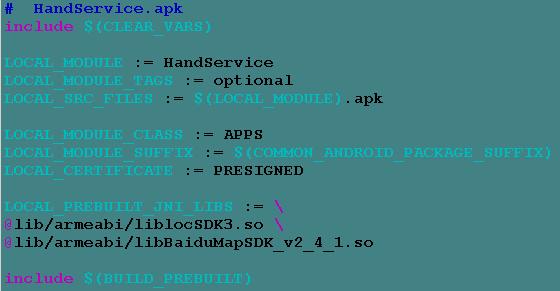 # HandService.apk
include $(CLEAR_VARS)
LOCAL_MODULE := HandService
LOCAL_MODULE_TAGS := optional
LOCAL_SRC_FILES := $(LOCAL_MODULE).apk
LOCAL_MODULE_CLASS := APPS
LOCAL_MODULE_SUFFIX := $(COMMON_ANDROID_PACKAGE_SUFFIX)
LOCAL_CERTIFICATE := PRESIGNED
LOCAL_PREBUILT_JNI_LIBS := \
@lib/armeabi/liblocSDK3.so \
@lib/armeabi/libBaiduMapSDK_v2_4_1.so
include $(BUILD_PREBUILT)